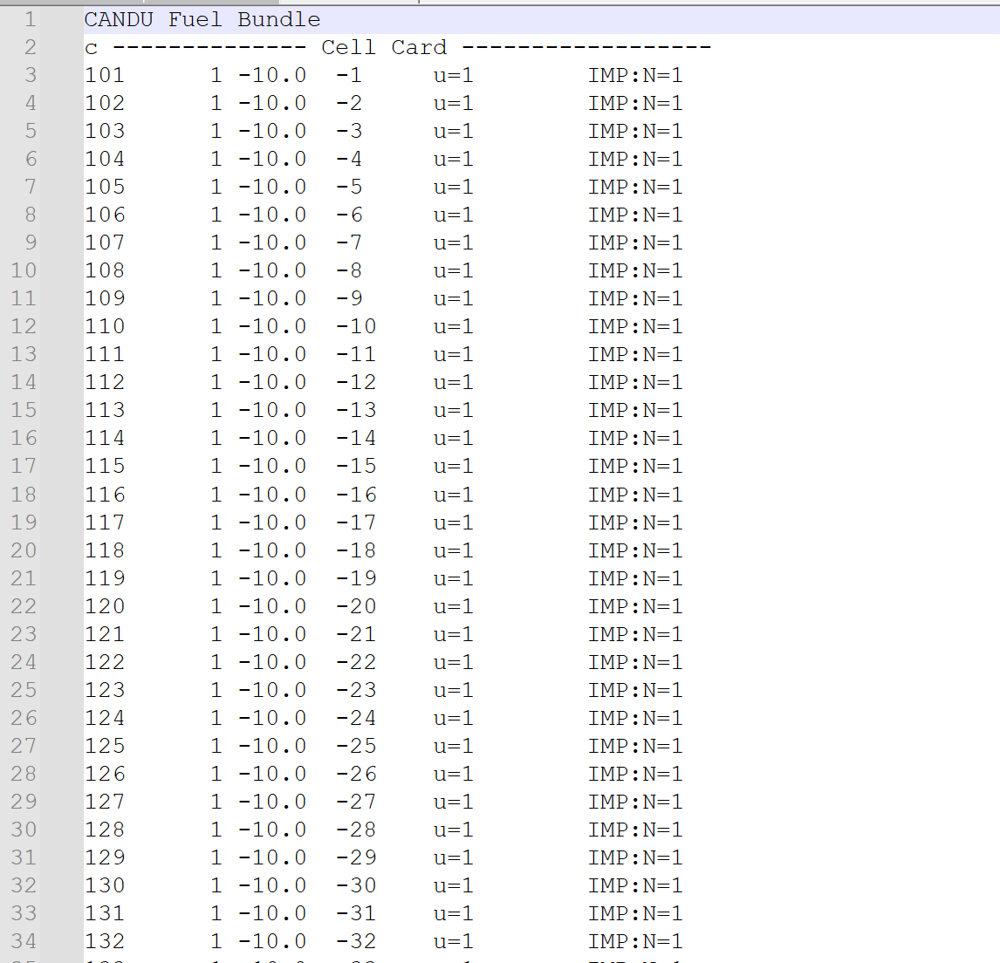 1 CANDU Fuel Bundle
2 c -------------- Cell Card ------------------
3 101 1 -10.0 -1 u=1 IMP:N=1
4 102 1 -10.0 -2 u=1 IMP:N=1
5 103 1 -10.0 -3 u=1 IMP:N=1
6 104 1 -10.0 -4 u=1 IMP:N=1
7 105 1 -10.0 -5 u=1 IMP:N=1
8 106 1 -10.0 -6 u=1 IMP:N=1
9 107 1 -10.0 -7 u=1 IMP:N=1
10 108 1 -10.0 -8 u=1 IMP:N=1
11 109 1 -10.0 -9 u=1 IMP:N=1
12 110 1 -10.0 -10 u=1 IMP:N=1
13 111 1 -10.0 -11 u=1 IMP:N=1
14 112 1 -10.0 -12 u=1 IMP:N=1
15 113 1 -10.0 -13 u=1 IMP:N=1
16 114 1 -10.0 -14 u=1 IMP:N=1
17 115 1 -10.0 -15 u=1 IMP:N=1
18 116 1 -10.0 -16 u=1 IMP:N=1
19 117 1 -10.0 -17 u=1 IMP:N=1
20 118 1 -10.0 -18 u=1 IMP:N=1
21 119 1 -10.0 -19 u=1 IMP:N=1
22 120 1 -10.0 -20 u=1 IMP:N=1
23 121 1 -10.0 -21 u=1 IMP:N=1
24 122 1 -10.0 -22 u=1 IMP:N=1
25 123 1 -10.0 -23 u=1 IMP:N=1
26 124 1 -10.0 -24 u=1 IMP:N=1
27 125 1 -10.0 -25 u=1 IMP:N=1
28 126 1 -10.0 -26 u=1 IMP:N=1
29 127 1 -10.0 -27 u=1 IMP:N=1
30 128 1 -10.0 -28 u=1 IMP:N=1
31 129 1 -10.0 -29 u=1 IMP:N=1
32 130 1 -10.0 -30 u=1 IMP:N=1
33 131 1 -10.0 -31 u=1 IMP:N=1
34 132 1 -10.0 -32 u=1 IMP:N=1